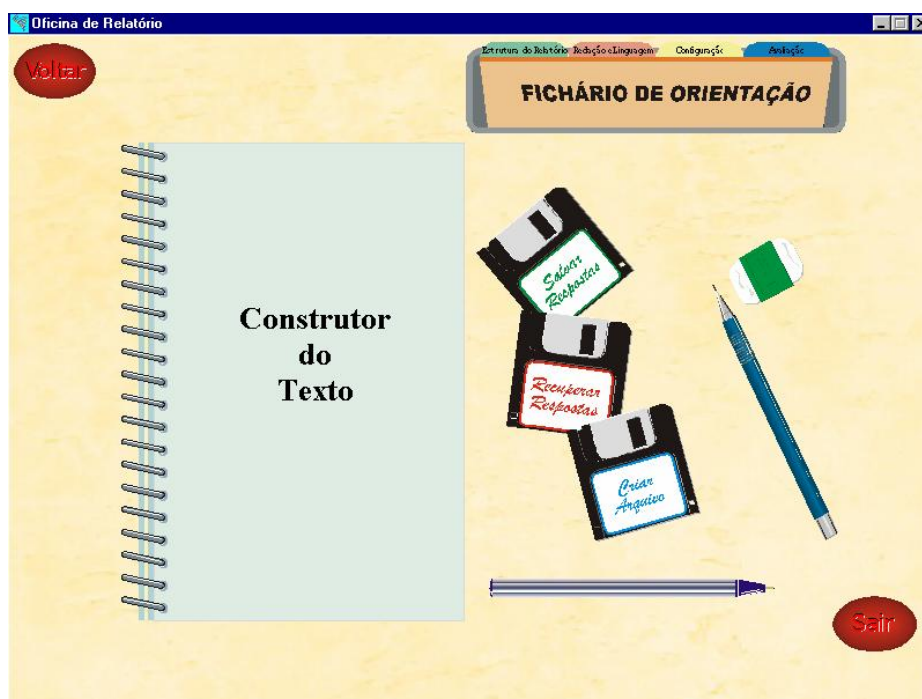 Oficina de Relatório
Voltar
Estrutura do Relatório Redação e Linguagem Configuração Avaliação
FICHÁRIO DE ORIENTAÇÃO
Construtor
do
Texto
Salvar
Respostas
Recuperar
Respostas
Criar
Arquivo
Sair